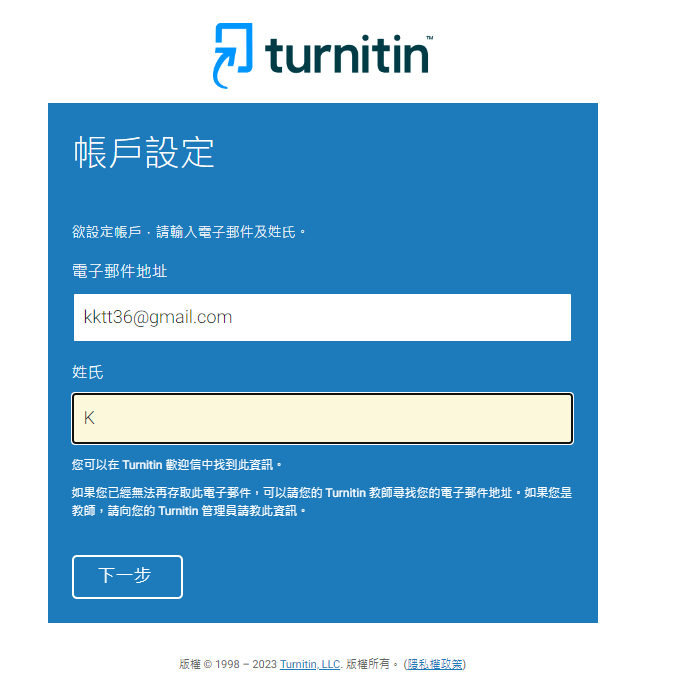 turnitin™
帳戶設定
欲設定帳戶，請輸入電子郵件及姓氏。
電子郵件地址
kktt36@gmail.com
姓氏
K
您可以在 Turnitin 歡迎信中找到此資訊。
如果您已經無法再存取此電子郵件，可以請您的 Turnitin 教師尋找您的電子郵件地址。如果您是
教師，請向您的 Turnitin 管理員請教此資訊。
下一步
版權 © 1998 – 2023 Turnitin, LLC. 版權所有。 (隱私權政策)